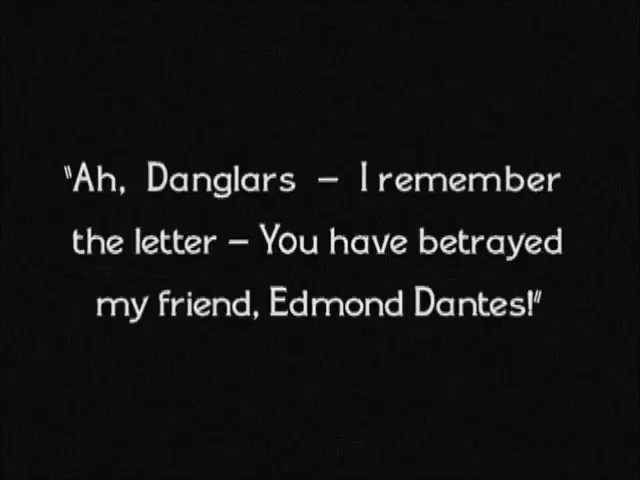 "Ah, Danglars – I remember
the letter – You have betrayed
my friend, Edmond Dantes!"